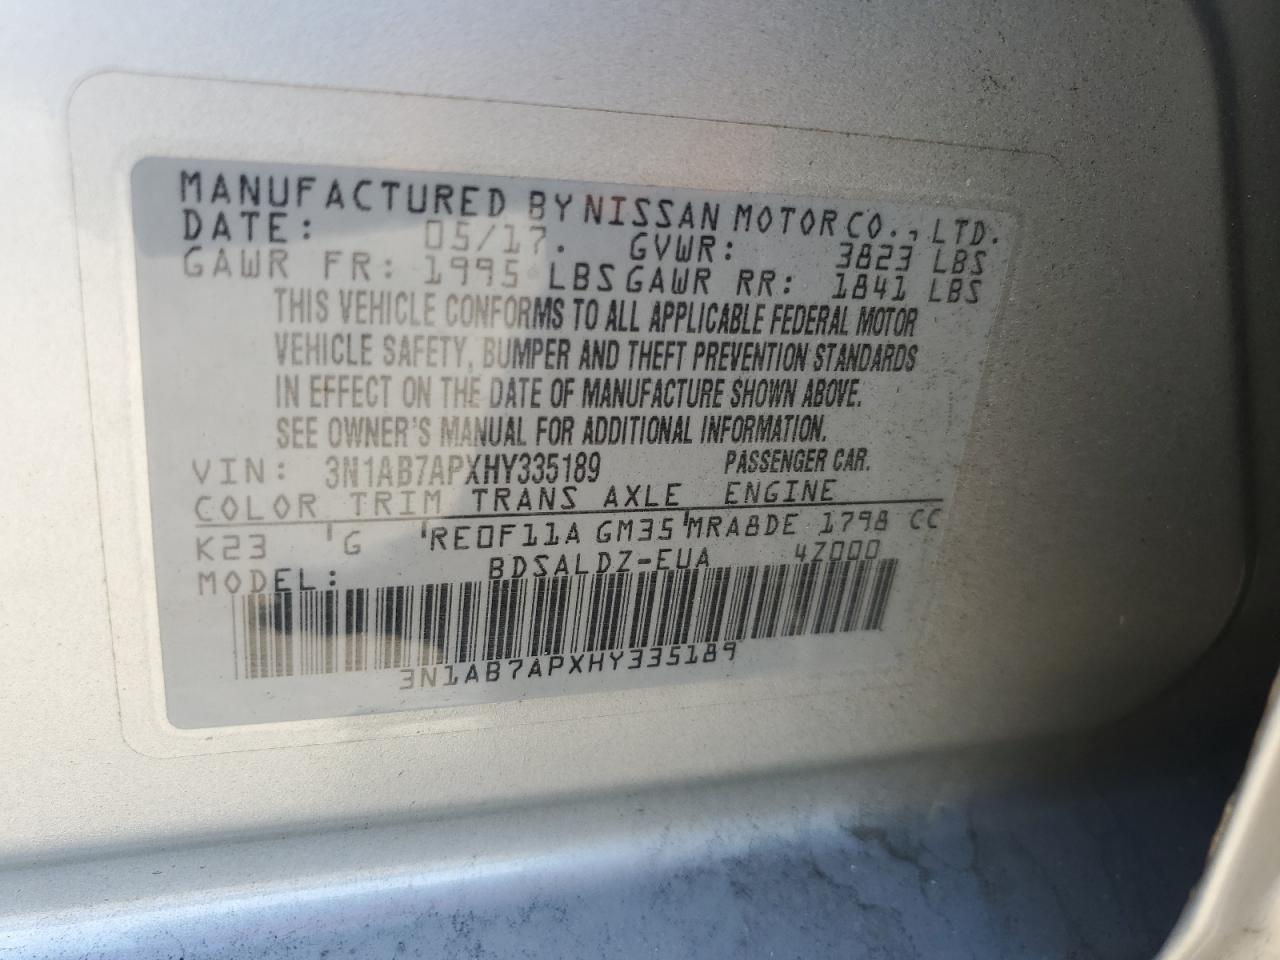 MANUFACTURED BY NISSAN MOTOR CO., LTD.
DATE: 05/17. GVWR: 3823 LBS
GAWR FR: 1995 LBS GAWR RR: 1841 LBS
THIS VEHICLE CONFORMS TO ALL APPLICABLE FEDERAL MOTOR
VEHICLE SAFETY, BUMPER AND THEFT PREVENTION STANDARDS
IN EFFECT ON THE DATE OF MANUFACTURE SHOWN ABOVE.
SEE OWNER'S MANUAL FOR ADDITIONAL INFORMATION.
VIN: 3N1AB7APXHY335189 PASSENGER CAR.
COLOR TRIM TRANS AXLE ENGINE
K23 'G 'RE0F11A GM35 'MRA8DE 1798 CC
MODEL: BDSALDZ-EUA 4Z000
3N1AB7APXHY335189